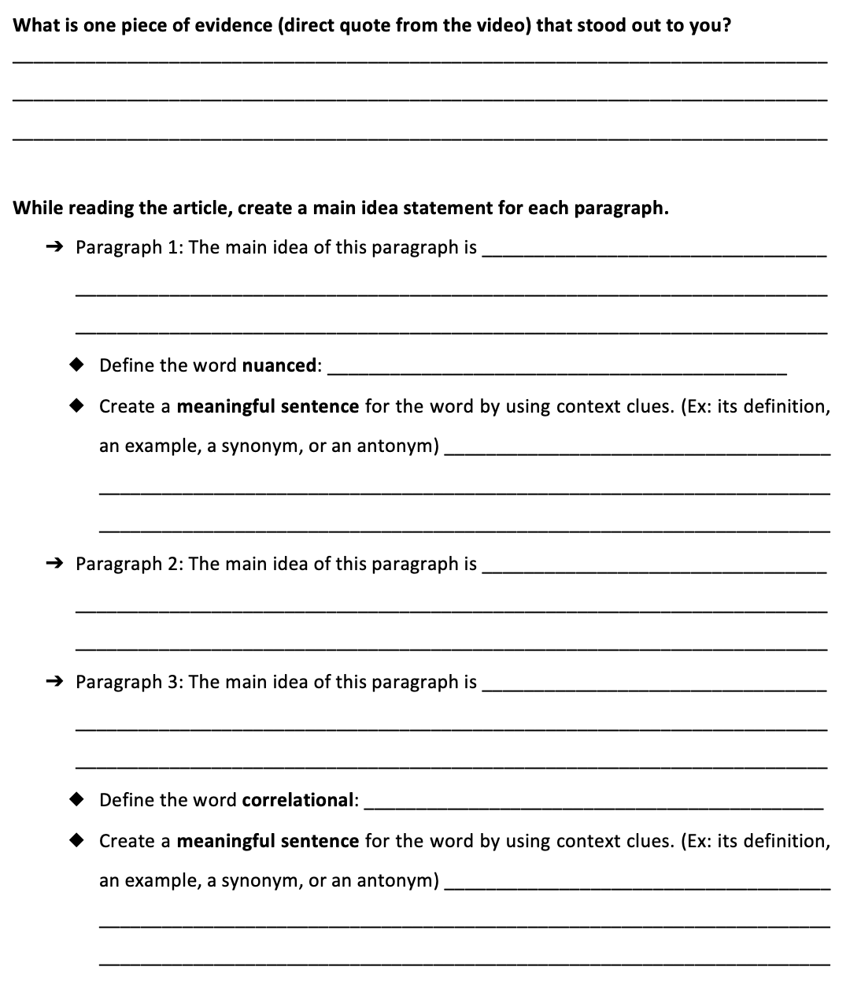 What is one piece of evidence (direct quote from the video) that stood out to you?
While reading the article, create a main idea statement for each paragraph.
➔ Paragraph 1: The main idea of this paragraph is
◆ Define the word nuanced:
◆ Create a meaningful sentence for the word by using context clues. (Ex: its definition,
an example, a synonym, or an antonym)
➔ Paragraph 2: The main idea of this paragraph is
➔ Paragraph 3: The main idea of this paragraph is
◆ Define the word correlational:
◆ Create a meaningful sentence for the word by using context clues. (Ex: its definition,
an example, a synonym, or an antonym)